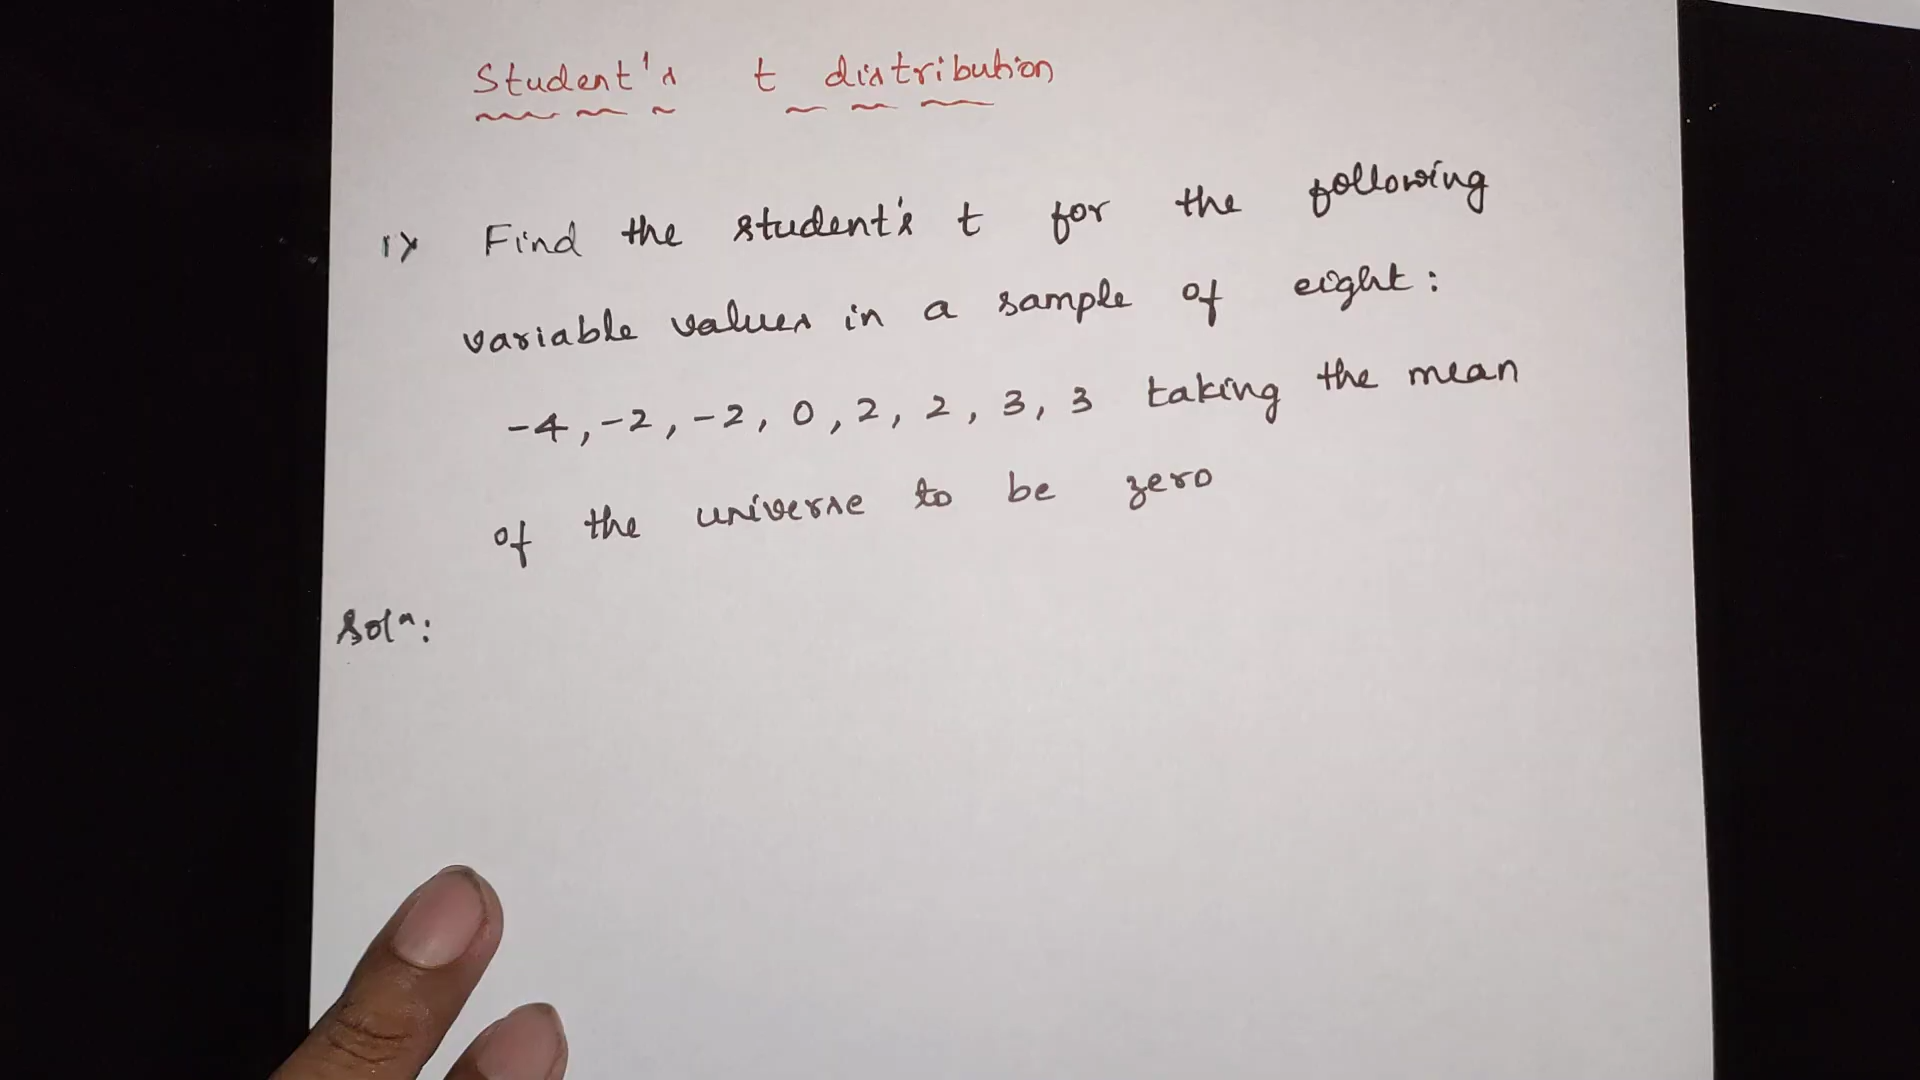 Student's t distribution
1) Find the student's t for the following
variable values in a sample of eight:
-4, -2, -2, 0, 2, 2, 3, 3 taking the mean
of the universe to be zero
Solⁿ: